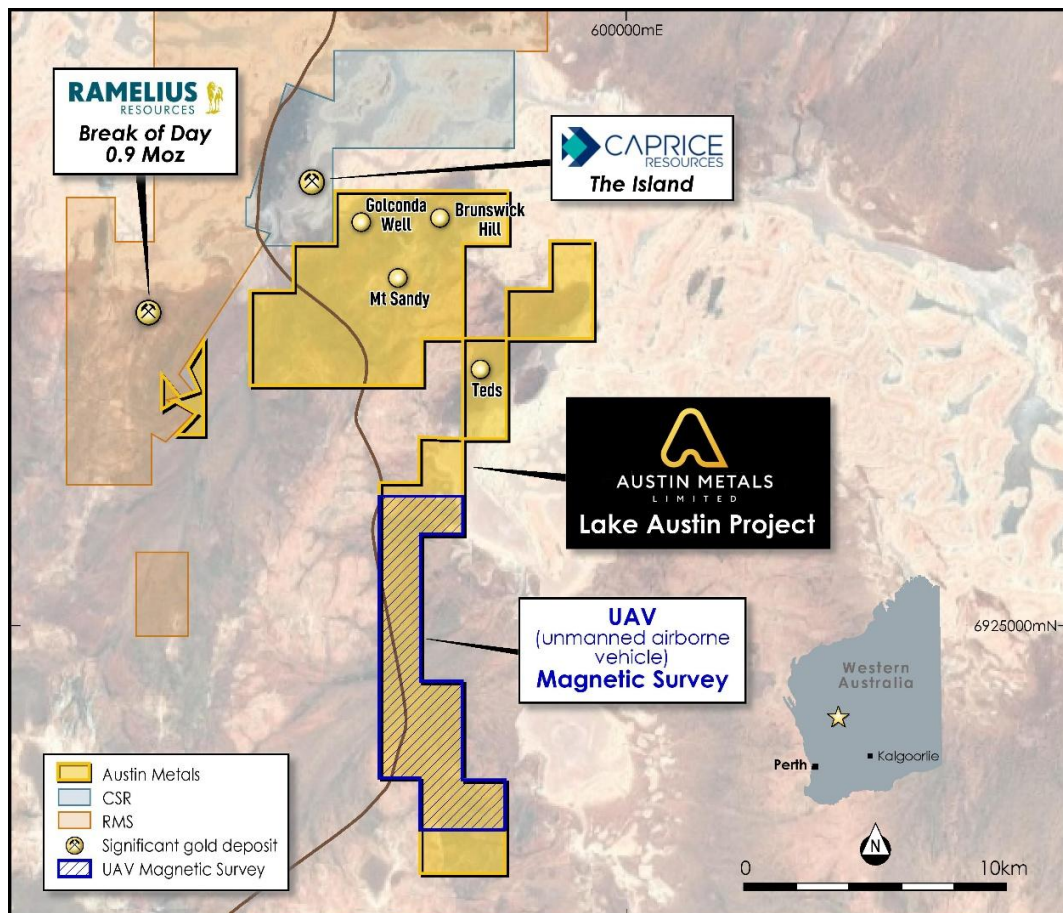 600000mE
RAMELIUS
RESOURCES
Break of Day
0.9 Moz
CAPRICE
RESOURCES
The Island
Golconda
Well
Brunswick
Hill
Mt Sandy
Teds
AUSTIN METALS
LIMITED
Lake Austin Project
UAV
(unmanned airborne
vehicle)
Magnetic Survey
6925000mN
Western
Australia
Kalgoorlie
Perth
Austin Metals
CSR
RMS
Significant gold deposit
UAV Magnetic Survey
N
0
10km